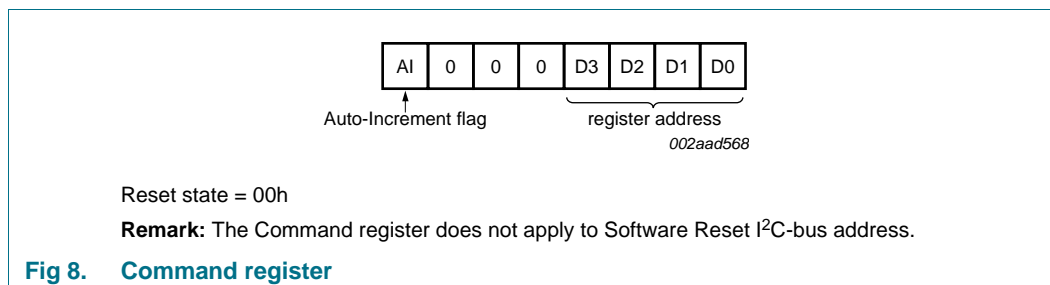 AI 0 0 0 D3 D2 D1 D0
Auto-Increment flag register address
002aad568
Reset state = 00h
Remark: The Command register does not apply to Software Reset I²C-bus address.
Fig 8. Command register